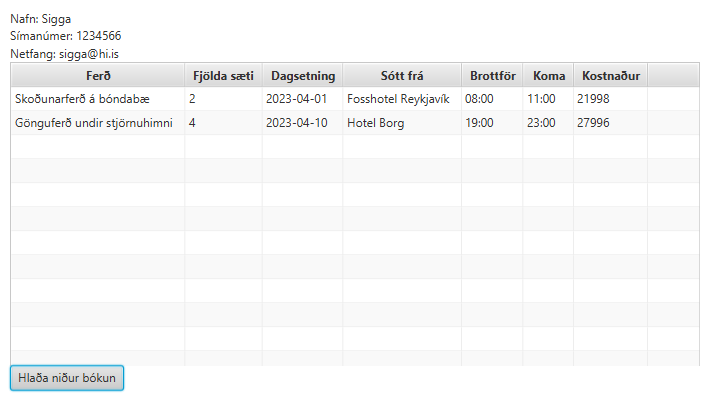 Nafn: Sigga
Símanúmer: 1234566
Netfang: sigga@hi.is
Ferð Fjölda sæti Dagsetning Sótt frá Brottför Koma Kostnaður
Skoðunarferð á bóndabæ 2 2023-04-01 Fosshotel Reykjavík 08:00 11:00 21998
Gönguferð undir stjörnuhimni 4 2023-04-10 Hotel Borg 19:00 23:00 27996
Hlaða niður bókun